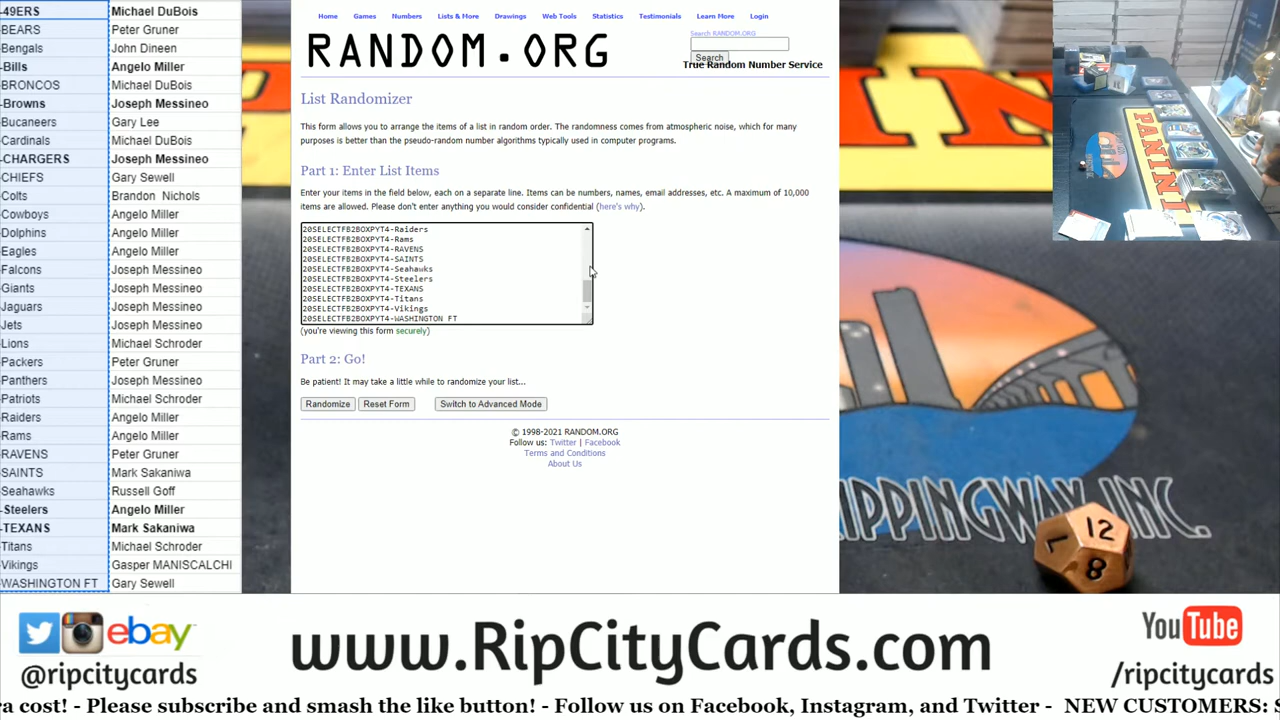 -49ERS Michael DuBois
BERS Peter Gruner
Bengals John Dineen
-Bills Angelo Miller
BRONCOS Michael DuBois
-Browns Joseph Messineo
Bucaneers Gary Lee
Cardinals Michael DuBois
-CHARGERS Joseph Messineo
CHIEFS Gary Sewell
Colts Brandon Nichols
Cowboys Angelo Miller
Dolphins Angelo Miller
Eagles Angelo Miller
Falcons Joseph Messineo
Giants Joseph Messineo
Jaguars Joseph Messineo
Jets Joseph Messineo
Lions Michael Schroder
Packers Peter Gruner
Panthers Joseph Messineo
Patriots Michael Schroder
Raiders Angelo Miller
Rams Angelo Miller
RAVENS Peter Gruner
SAINTS Mark Sakaniwa
Seahawks Russell Goff
-Steelers Angelo Miller
-TEXANS Mark Sakaniwa
Titans Michael Schroder
Vikings Gasper MANISCALCHI
WASHINGTON FT Gary Sewell
Home Games Numbers Lists & More Drawings Web Tools Statistics Testimonials Learn More Login
Search RANDOM.ORG
Search
RANDOM.ORG
True Random Number Service
List Randomizer
This form allows you to arrange the items of a list in random order. The randomness comes from atmospheric noise, which for many
purposes is better than the pseudo-random number algorithms typically used in computer programs.
Part 1: Enter List Items
Enter your items in the field below, each on a separate line. Items can be numbers, names, email addresses, etc. A maximum of 10,000
items are allowed. Please don't enter anything you would consider confidential (here's why).
20SELECTFB2BOXPYT4-Raiders
20SELECTFB2BOXPYT4-Rams
20SELECTFB2BOXPYT4-RAVENS
20SELECTFB2BOXPYT4-SAINTS
20SELECTFB2BOXPYT4-Seahawks
20SELECTFB2BOXPYT4-Steelers
20SELECTFB2BOXPYT4-TEXANS
20SELECTFB2BOXPYT4-Titans
20SELECTFB2BOXPYT4-Vikings
20SELECTFB2BOXPYT4-WASHINGTON FT
(you're viewing this form securely)
Part 2: Go!
Be patient! It may take a little while to randomize your list...
Randomize Reset Form Switch to Advanced Mode
© 1998-2021 RANDOM.ORG
Follow us: Twitter | Facebook
Terms and Conditions
About Us
PANINI
RIPPINGWAX, INC.
12
7
8
ebay
@ripcitycards
www.RipCityCards.com
YouTube
/ripcitycards
ra cost! - Please subscribe and smash the like button! - Follow us on Facebook, Instagram, and Twitter - NEW CUSTOMERS: S